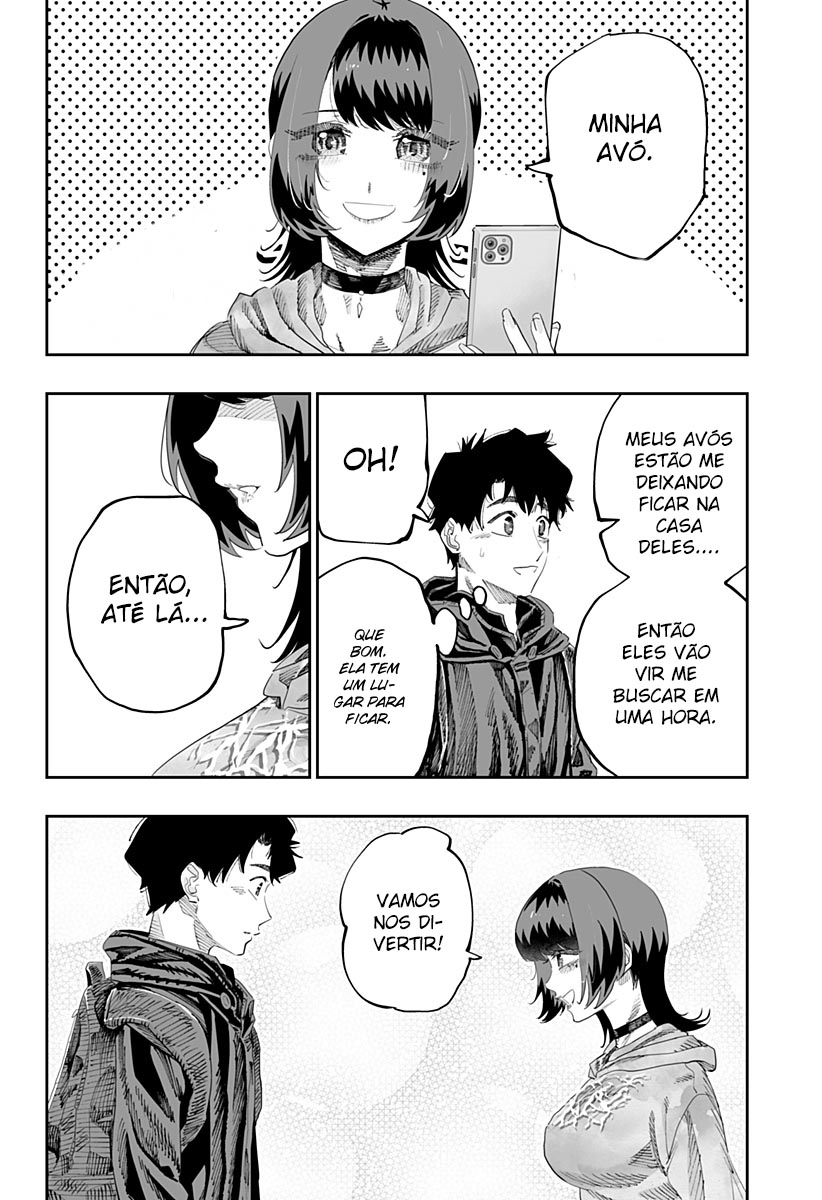 MINHA
AVÓ.
MEUS AVÓS
ESTÃO ME
DEIXANDO
FICAR NA
CASA
DELES....
ENTÃO
ELES VÃO
VIR ME
BUSCAR EM
UMA HORA.
OH!
QUE
BOM.
ELA TEM
UM LU-
GAR PARA
FICAR.
ENTÃO,
ATÉ LÁ...
VAMOS
NOS DI-
VERTIR!